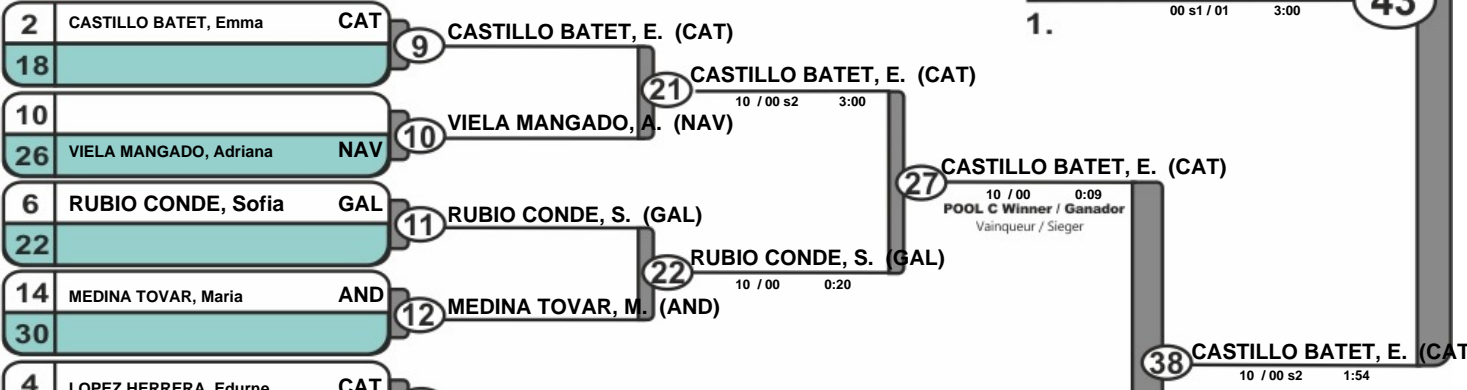 2 CASTILLO BATET, Emma CAT
18
10
26 VIELA MANGADO, Adriana NAV
6 RUBIO CONDE, Sofia GAL
22
14 MEDINA TOVAR, Maria AND
30
4 LOPEZ HERRERA, Edurne CAT
9 CASTILLO BATET, E. (CAT)
10 VIELA MANGADO, A. (NAV)
11 RUBIO CONDE, S. (GAL)
12 MEDINA TOVAR, M. (AND)
21 CASTILLO BATET, E. (CAT)
10 / 00 s2 3:00
22 RUBIO CONDE, S. (GAL)
10 / 00 0:20
27 CASTILLO BATET, E. (CAT)
10 / 00 0:09
POOL C Winner / Ganador
Vainqueur / Sieger
00 s1 / 01 3:00
43
1.
38 CASTILLO BATET, E. (CAT
10 / 00 s2 1:54